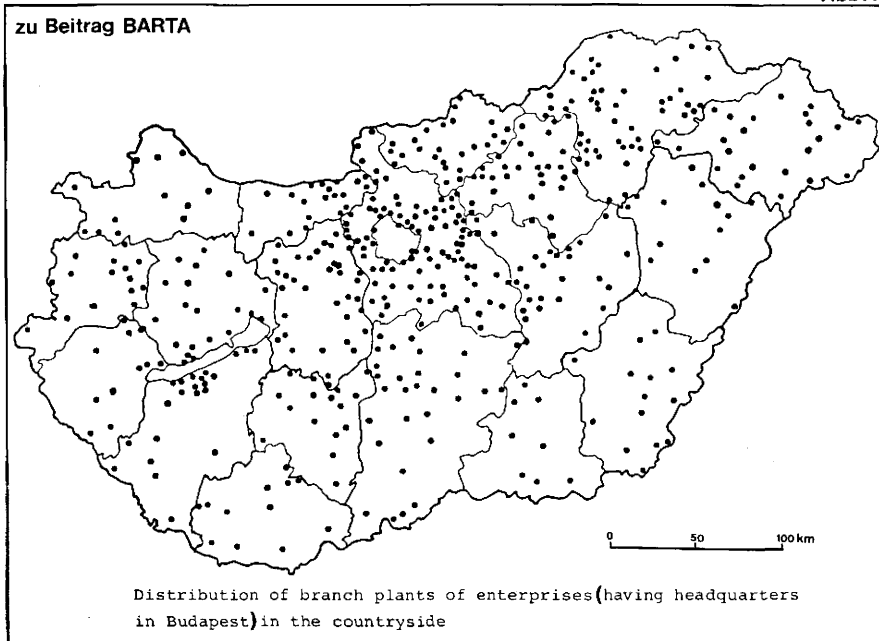 zu Beitrag BARTA
0 50 100 km
Distribution of branch plants of enterprises(having headquarters
in Budapest)in the countryside